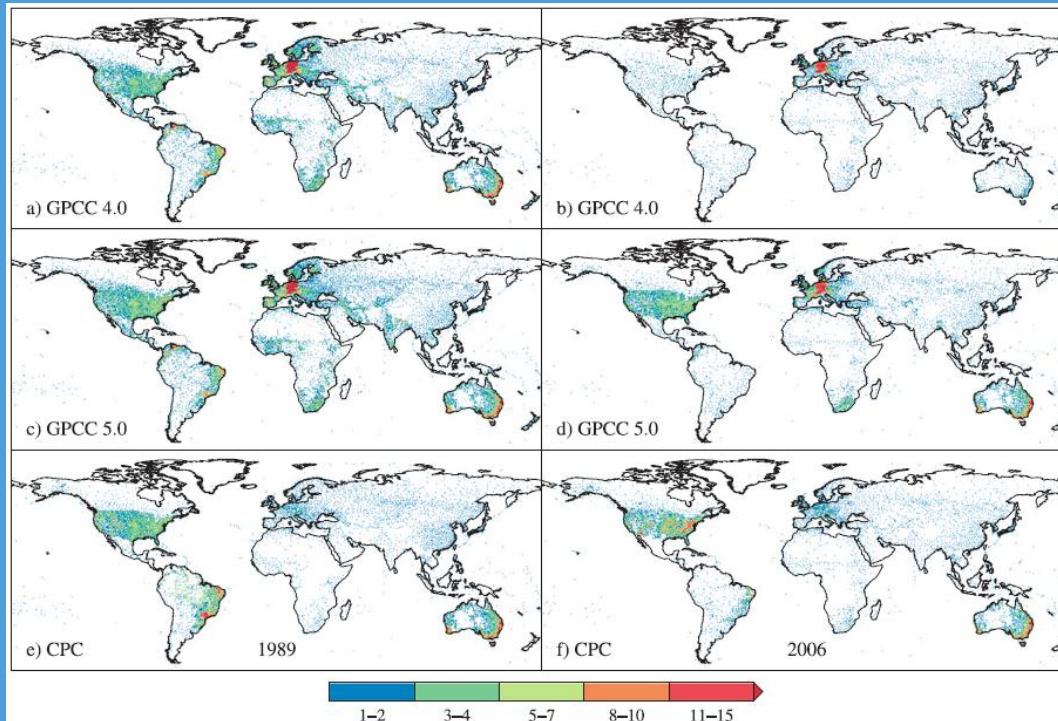 a) GPCC 4.0
b) GPCC 4.0
c) GPCC 5.0
d) GPCC 5.0
e) CPC 1989
f) CPC 2006
1–2 3–4 5–7 8–10 11–15